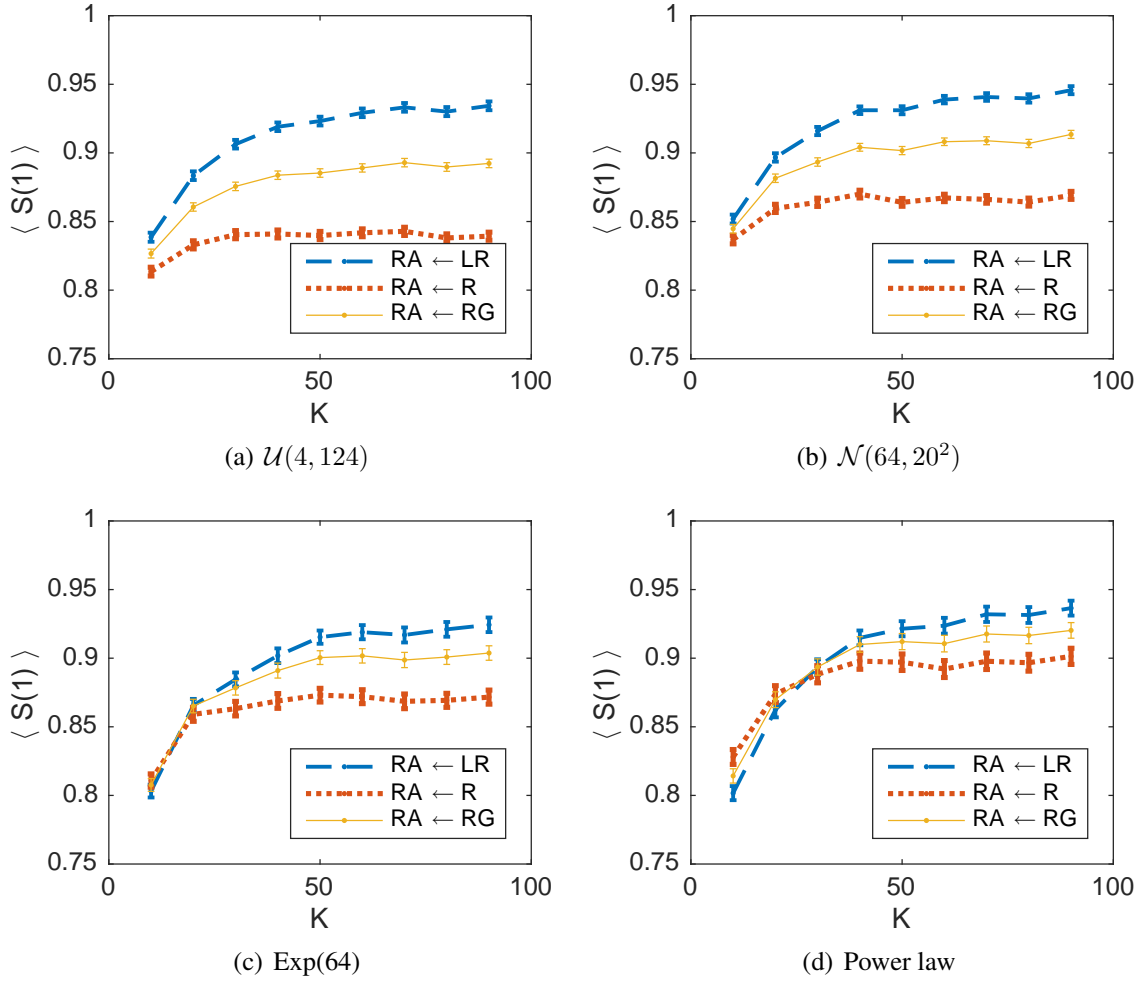 1
0.95
0.9
0.85
0.8
0.75
⟨ S(1) ⟩
0
50
100
K
RA ← LR
RA ← R
RA ← RG
(a) 𝒰(4, 124)
1
0.95
0.9
0.85
0.8
0.75
⟨ S(1) ⟩
0
50
100
K
RA ← LR
RA ← R
RA ← RG
(b) 𝒩(64, 20²)
1
0.95
0.9
0.85
0.8
0.75
⟨ S(1) ⟩
0
50
100
K
RA ← LR
RA ← R
RA ← RG
(c) Exp(64)
1
0.95
0.9
0.85
0.8
0.75
⟨ S(1) ⟩
0
50
100
K
RA ← LR
RA ← R
RA ← RG
(d) Power law